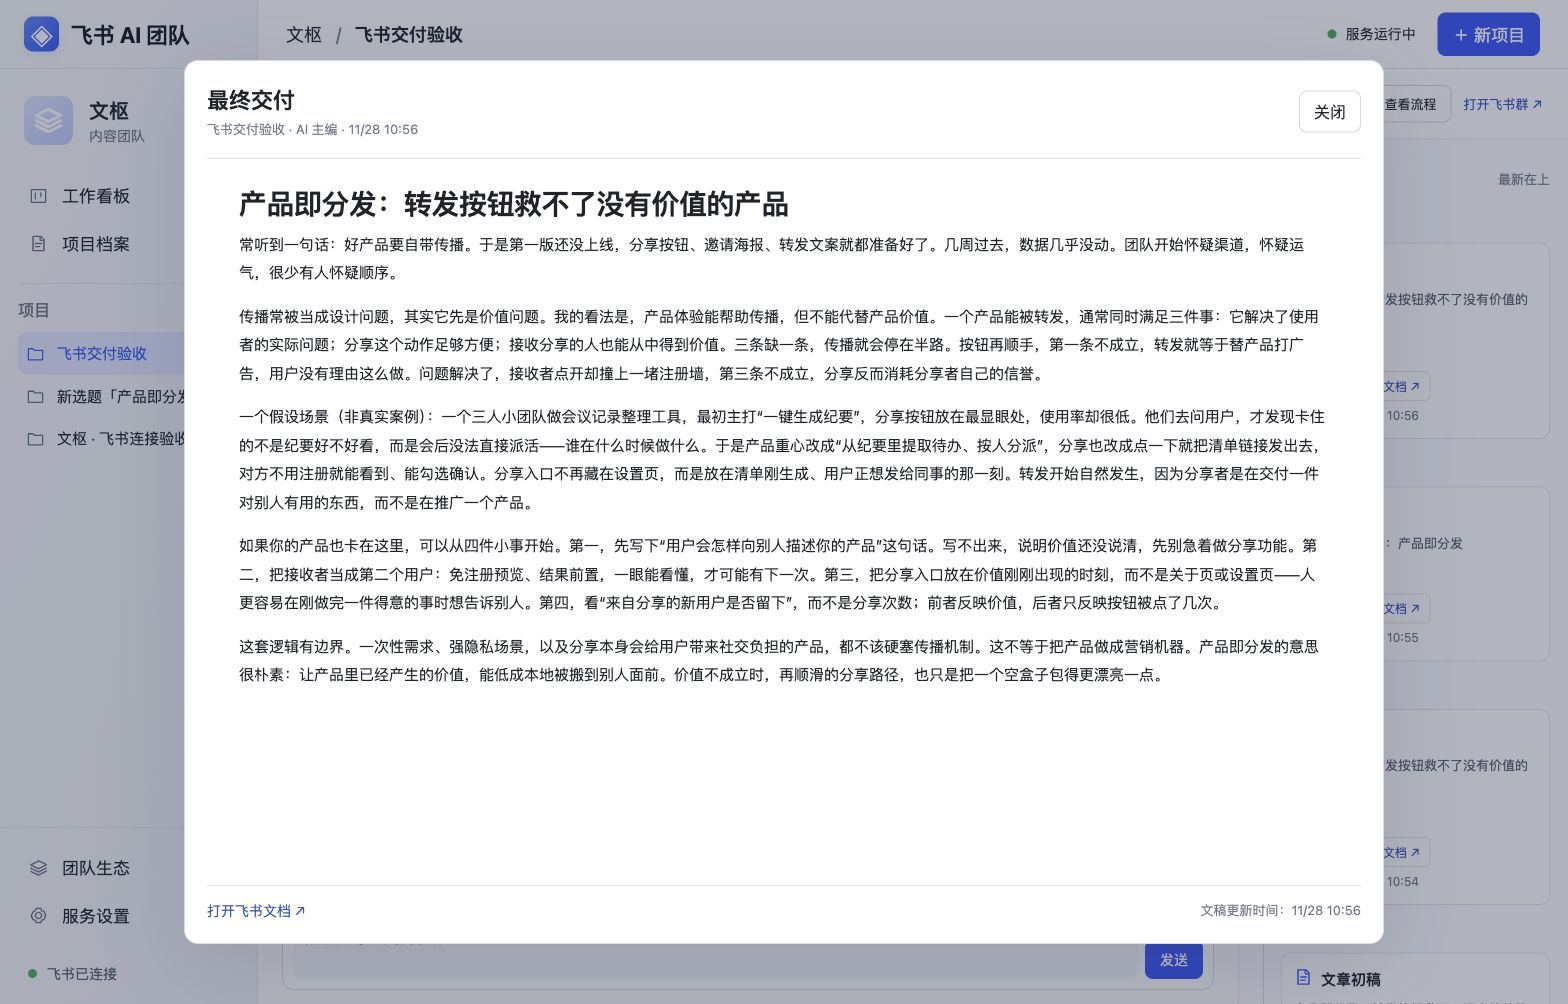 飞书 AI 团队
文枢 / 飞书交付验收
服务运行中
+ 新项目
文枢
内容团队
查看流程
打开飞书群 ↗
工作看板
项目档案
最新在上
项目
飞书交付验收
新选题「产品即分发
文枢 · 飞书连接验收
团队生态
服务设置
飞书已连接
最终交付
飞书交付验收 · AI 主编 · 11/28 10:56
关闭
产品即分发：转发按钮救不了没有价值的产品
常听到一句话：好产品要自带传播。于是第一版还没上线，分享按钮、邀请海报、转发文案就都准备好了。几周过去，数据几乎没动。团队开始怀疑渠道，怀疑运
气，很少有人怀疑顺序。
传播常被当成设计问题，其实它先是价值问题。我的看法是，产品体验能帮助传播，但不能代替产品价值。一个产品能被转发，通常同时满足三件事：它解决了使用
者的实际问题；分享这个动作足够方便；接收分享的人也能从中得到价值。三条缺一条，传播就会停在半路。按钮再顺手，第一条不成立，转发就等于替产品打广
告，用户没有理由这么做。问题解决了，接收者点开却撞上一堵注册墙，第三条不成立，分享反而消耗分享者自己的信誉。
一个假设场景（非真实案例）：一个三人小团队做会议记录整理工具，最初主打“一键生成纪要”，分享按钮放在最显眼处，使用率却很低。他们去问用户，才发现卡住
的不是纪要好不好看，而是会后没法直接派活——谁在什么时候做什么。于是产品重心改成“从纪要里提取待办、按人分派”，分享也改成点一下就把清单链接发出去，
对方不用注册就能看到、能勾选确认。分享入口不再藏在设置页，而是放在清单刚生成、用户正想发给同事的那一刻。转发开始自然发生，因为分享者是在交付一件
对别人有用的东西，而不是在推广一个产品。
如果你的产品也卡在这里，可以从四件小事开始。第一，先写下“用户会怎样向别人描述你的产品”这句话。写不出来，说明价值还没说清，先别急着做分享功能。第
二，把接收者当成第二个用户：免注册预览、结果前置，一眼能看懂，才可能有下一次。第三，把分享入口放在价值刚刚出现的时刻，而不是关于页或设置页——人
更容易在刚做完一件得意的事时想告诉别人。第四，看“来自分享的新用户是否留下”，而不是分享次数；前者反映价值，后者只反映按钮被点了几次。
这套逻辑有边界。一次性需求、强隐私场景，以及分享本身会给用户带来社交负担的产品，都不该硬塞传播机制。这不等于把产品做成营销机器。产品即分发的意思
很朴素：让产品里已经产生的价值，能低成本地被搬到别人面前。价值不成立时，再顺滑的分享路径，也只是把一个空盒子包得更漂亮一点。
打开飞书文档 ↗
文稿更新时间：11/28 10:56
发按钮救不了没有价值的
文档 ↗
10:56
：产品即分发
文档 ↗
10:55
发按钮救不了没有价值的
文档 ↗
10:54
发送
文章初稿